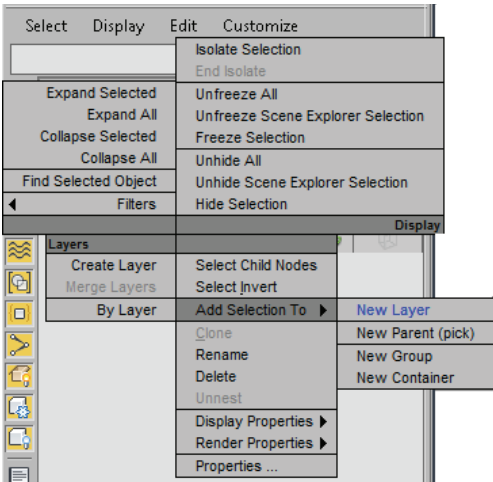 Select Display Edit Customize
Isolate Selection
End Isolate
Expand Selected
Expand All
Collapse Selected
Collapse All
Find Selected Object
Filters
Unfreeze All
Unfreeze Scene Explorer Selection
Freeze Selection
Unhide All
Unhide Scene Explorer Selection
Hide Selection
Display
Layers
Create Layer
Merge Layers
By Layer
Select Child Nodes
Select Invert
Add Selection To
Clone
Rename
Delete
Unnest
Display Properties
Render Properties
Properties ...
New Layer
New Parent (pick)
New Group
New Container